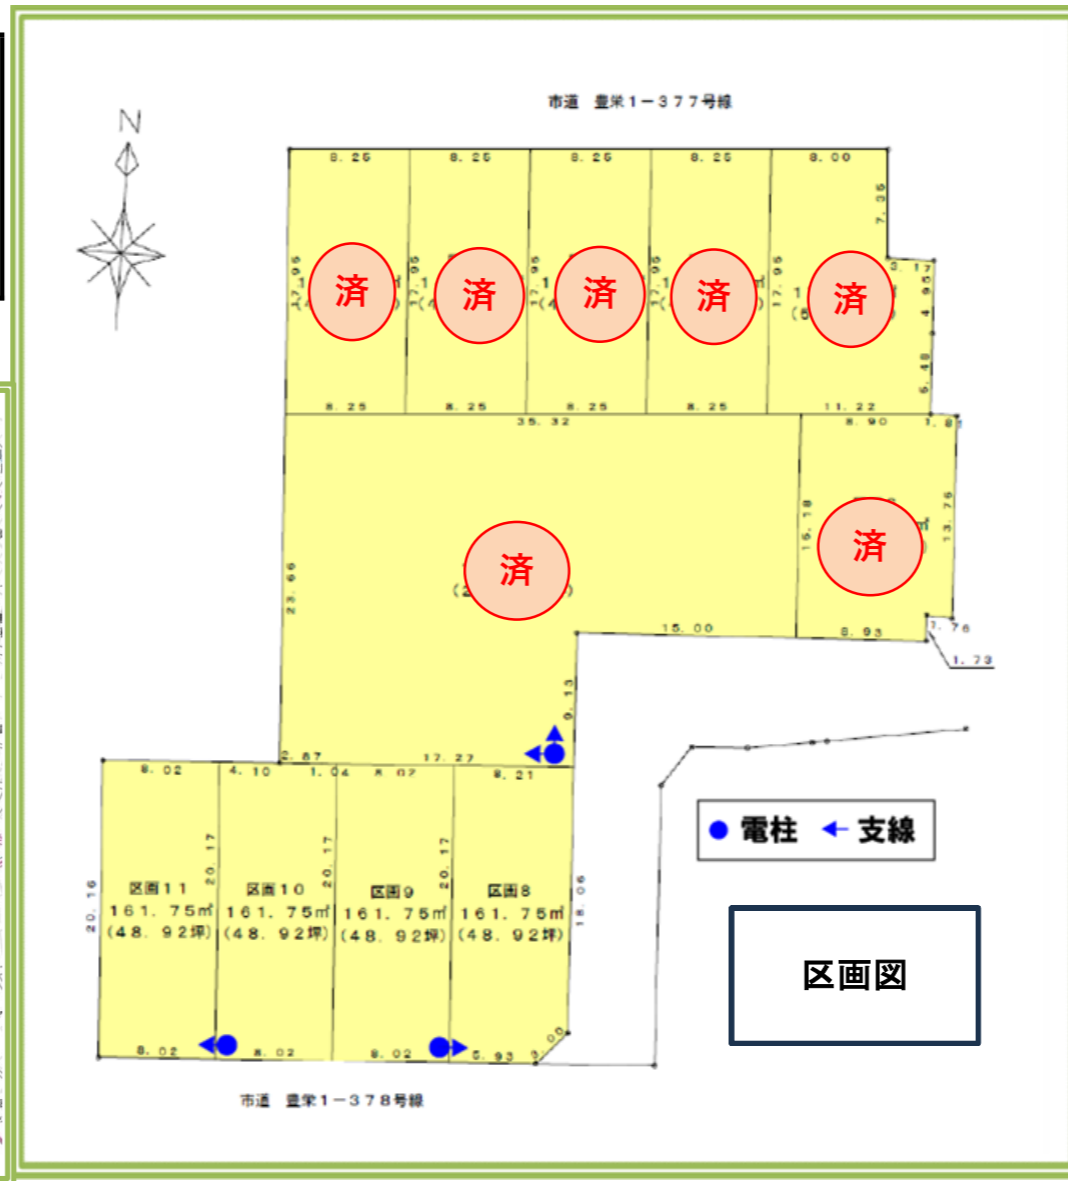 市道 豊栄1-377号線
N
8.25 8.25 8.25 8.25 8.00
7.35
3.17
17.95 17.95 17.95 17.95 17.95
4.95
済 済 済 済 済
5.48
8.25 8.25 8.25 8.25 11.22
35.32 8.90 1.81
15.18
13.76
済
済
23.66
15.00 8.93
1.76
1.73
9.13
2.87 17.27
8.02 4.10 1.04 8.02 8.21
20.17 20.17 20.17
20.16
18.06
区画11 区画10 区画9 区画8
161.75㎡ 161.75㎡ 161.75㎡ 161.75㎡
(48.92坪) (48.92坪) (48.92坪) (48.92坪)
8.02 8.02 8.02 5.93
市道 豊栄1-378号線
電柱 支線
区画図